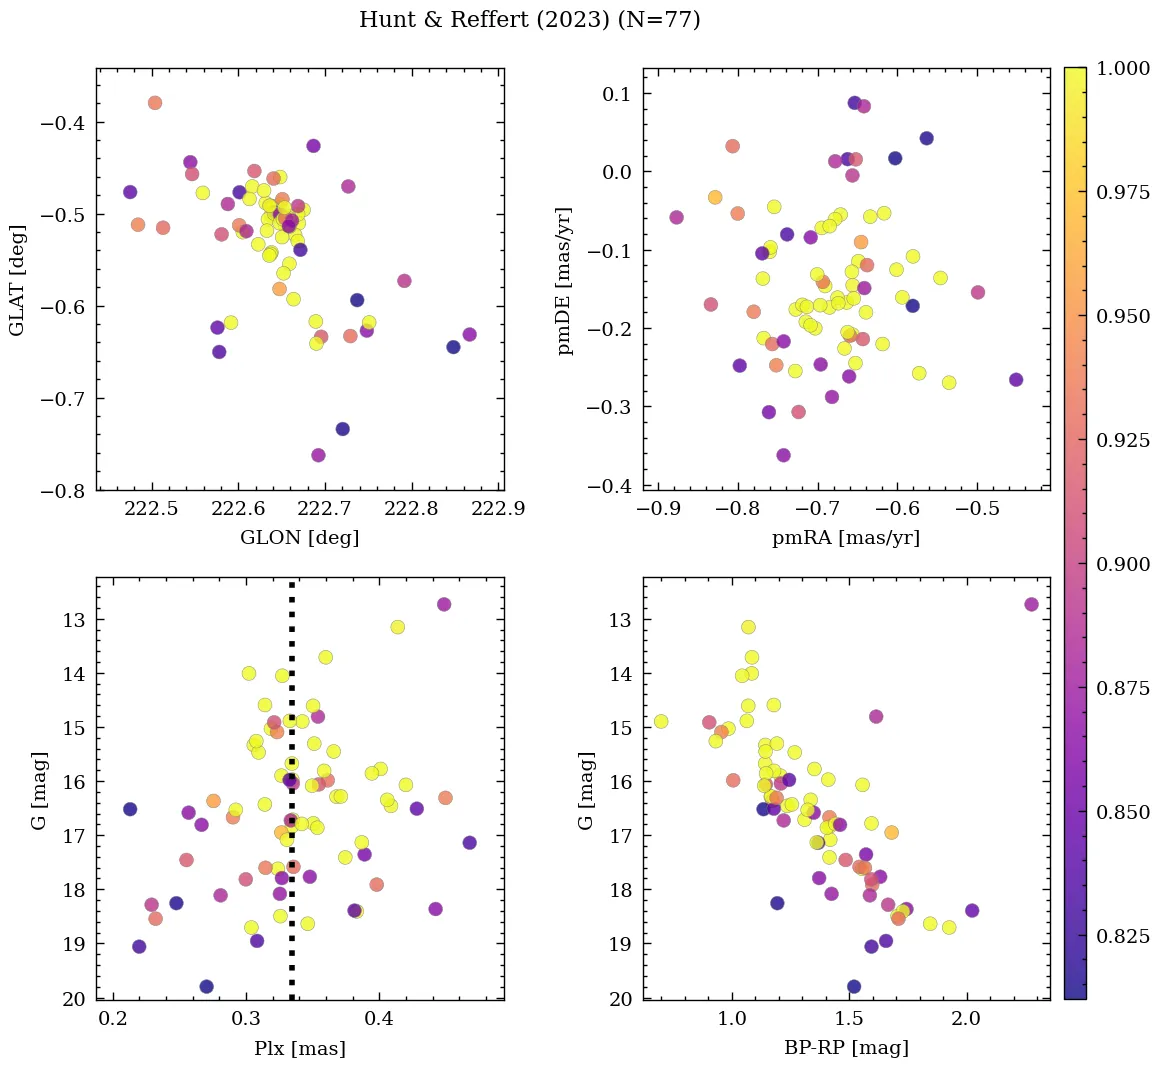 Hunt & Reffert (2023) (N=77)
−0.4
−0.5
−0.6
−0.7
−0.8
GLAT [deg]
222.5 222.6 222.7 222.8 222.9
GLON [deg]
0.1
0.0
−0.1
−0.2
−0.3
−0.4
pmDE [mas/yr]
−0.9 −0.8 −0.7 −0.6 −0.5
pmRA [mas/yr]
1.000
0.975
0.950
0.925
0.900
0.875
0.850
0.825
13
14
15
16
17
18
19
20
G [mag]
0.2 0.3 0.4
Plx [mas]
13
14
15
16
17
18
19
20
G [mag]
1.0 1.5 2.0
BP-RP [mag]